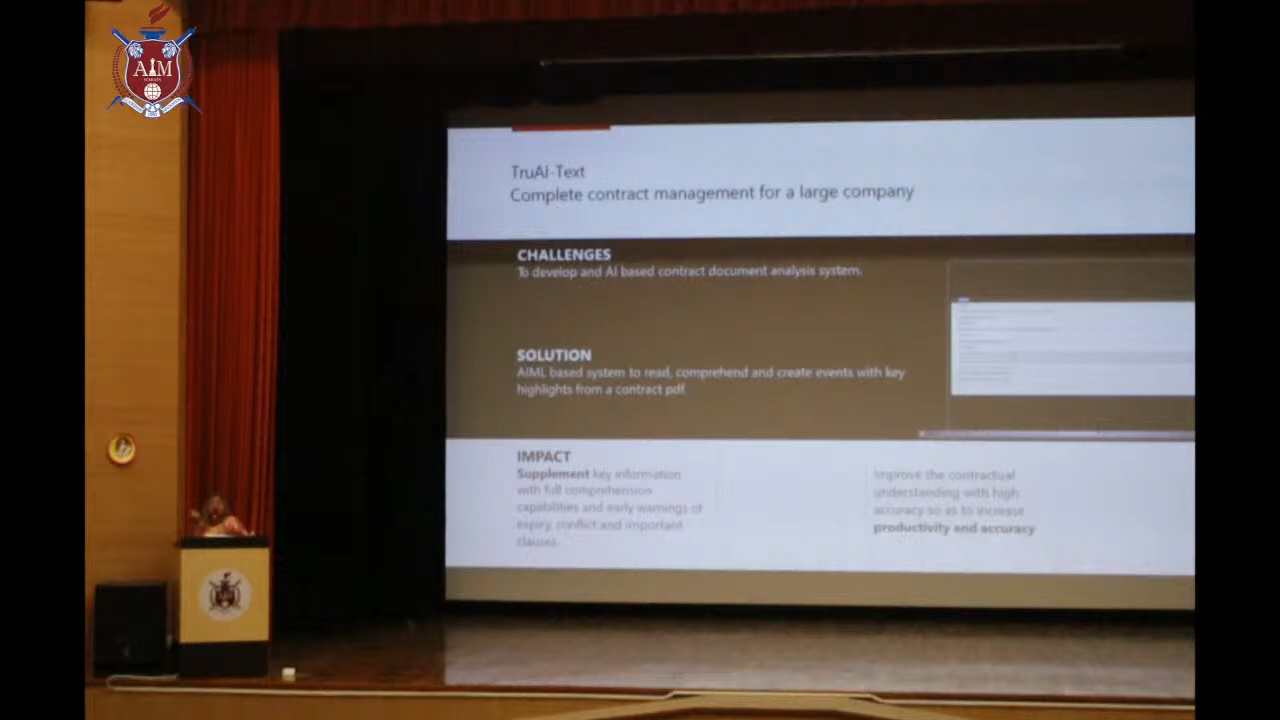 AIM
TruAI-Text
Complete contract management for a large company
CHALLENGES
To develop and AI based contract document analysis system.
SOLUTION
AIML based system to read, comprehend and create events with key
highlights from a contract pdf.
IMPACT
Supplement key information
with full comprehension
capabilities and early warnings of
expiry, conflict and important
clauses.
Improve the contractual
understanding with high
accuracy so as to increase
productivity and accuracy